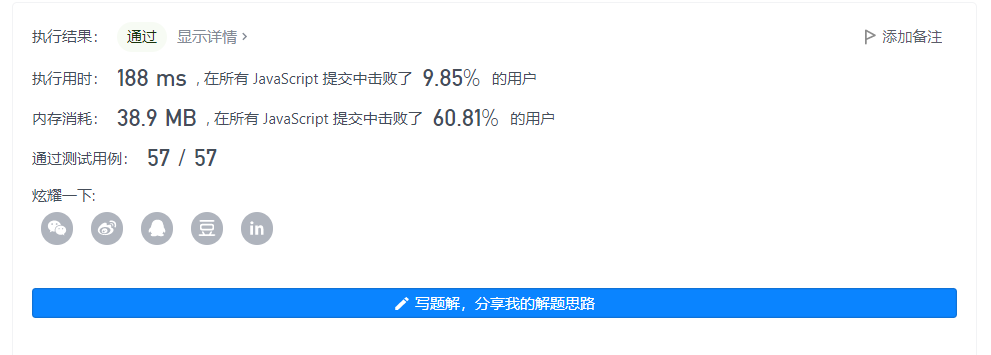 执行结果： 通过 显示详情 › 添加备注
执行用时： 188 ms , 在所有 JavaScript 提交中击败了 9.85% 的用户
内存消耗： 38.9 MB , 在所有 JavaScript 提交中击败了 60.81% 的用户
通过测试用例： 57 / 57
炫耀一下:
豆 in
写题解，分享我的解题思路